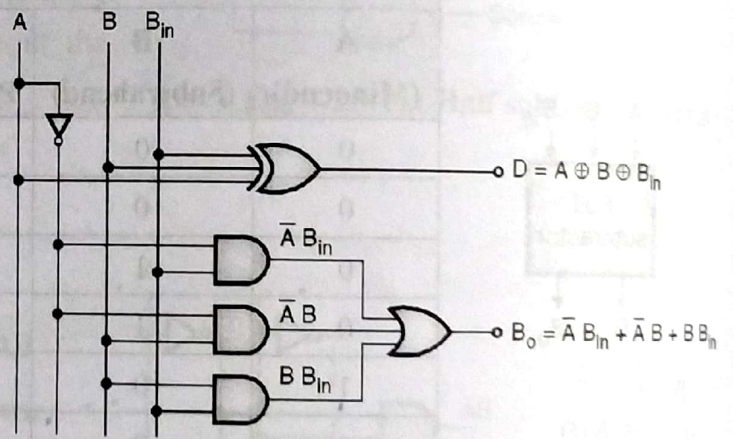 A B B_in
D = A ⊕ B ⊕ B_in
A̅ B_in
A̅ B
B_o = A̅ B_in + A̅ B + B B_in
B B_in